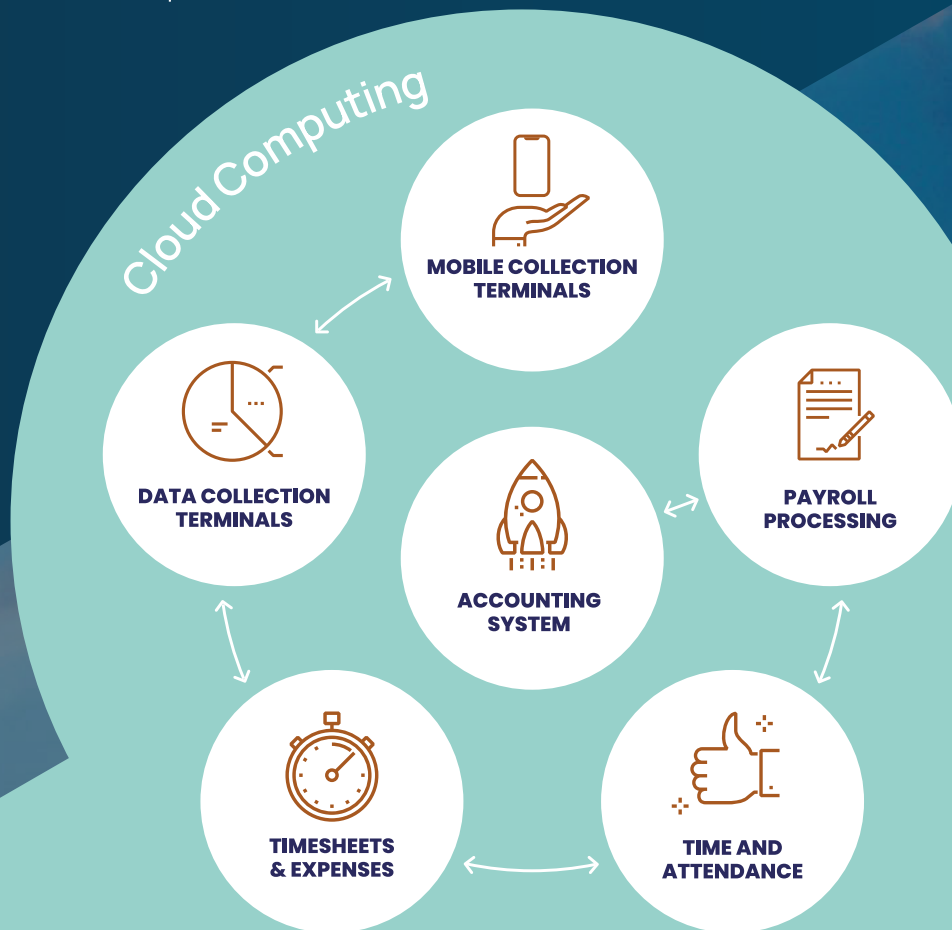 Cloud Computing
MOBILE COLLECTION
TERMINALS
DATA COLLECTION
TERMINALS
PAYROLL
PROCESSING
ACCOUNTING
SYSTEM
TIMESHEETS
& EXPENSES
TIME AND
ATTENDANCE